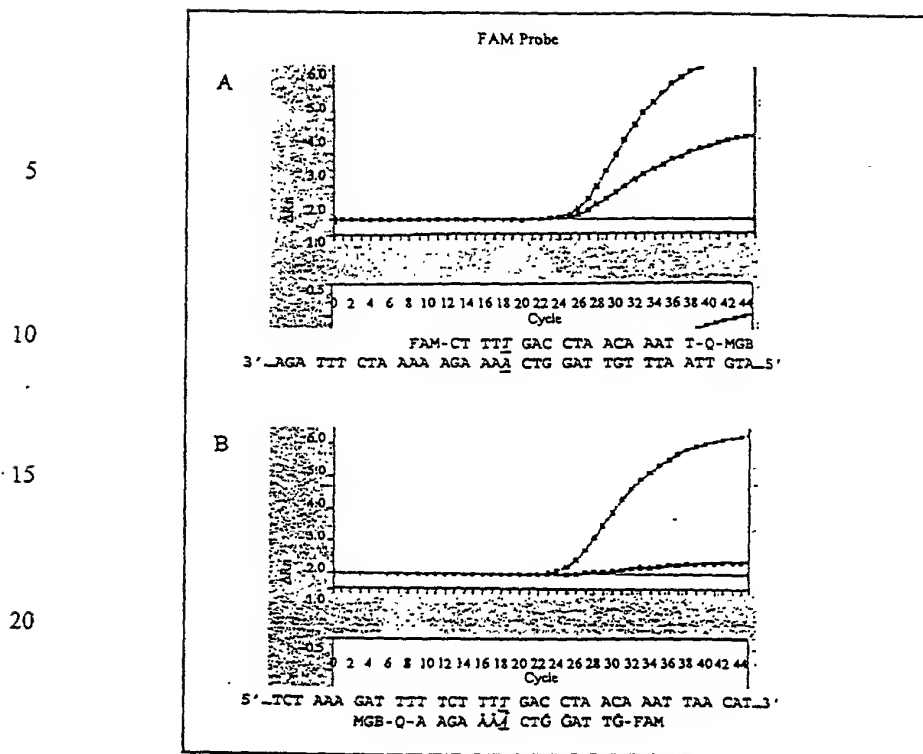 FAM Probe
A
6.0
5.0
4.0
5
3.0
ΔRn
2.0
1.0
-0.5
0 2 4 6 8 10 12 14 16 18 20 22 24 26 28 30 32 34 36 38 40 42 44
Cycle
10
FAM-CT TTT GAC CTA ACA AAT T-Q-MGB
3'…AGA TTT CTA AAA AGA AAA CTG GAT TGT TTA ATT GTA…5'
B
6.0
5.0
15
4.0
3.0
ΔRn
2.0
1.0
20
0 2 4 6 8 10 12 14 16 18 20 22 24 26 28 30 32 34 36 38 40 42 44
Cycle
5'…TCT AAA GAT TTT TCT TTT GAC CTA ACA AAT TAA CAT…3'
MGB-Q-A AGA AAA CTG GAT TG-FAM